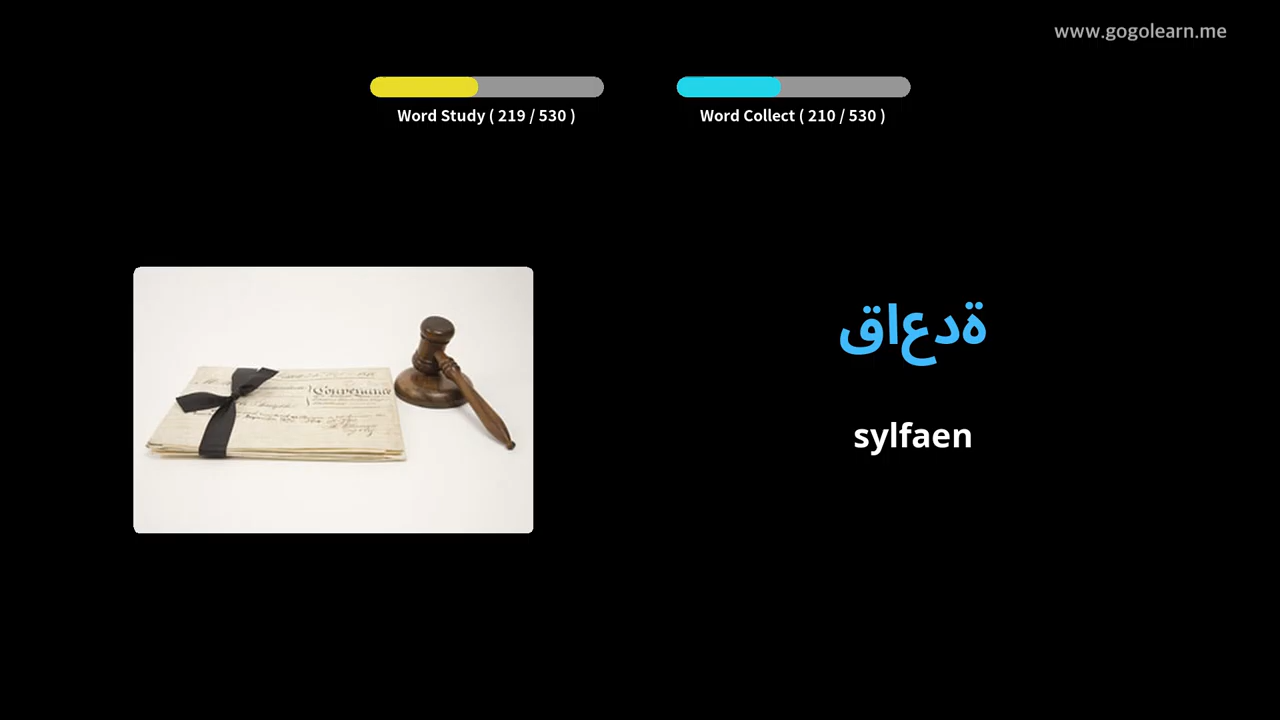 www.gogolearn.me
Word Study ( 219 / 530 )
Word Collect ( 210 / 530 )
قاعدة
sylfaen